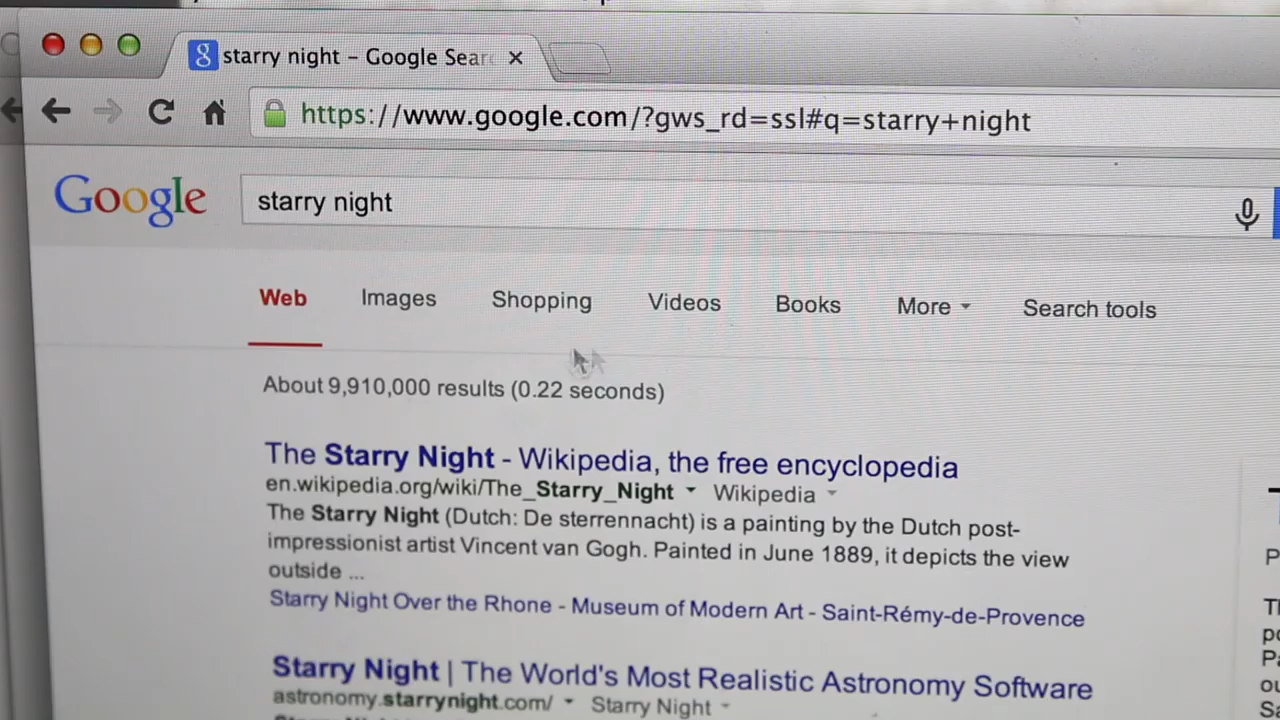 starry night - Google Sear
https://www.google.com/?gws_rd=ssl#q=starry+night
Google
starry night
Web Images Shopping Videos Books More Search tools
About 9,910,000 results (0.22 seconds)
The Starry Night - Wikipedia, the free encyclopedia
en.wikipedia.org/wiki/The_Starry_Night Wikipedia
The Starry Night (Dutch: De sterrennacht) is a painting by the Dutch post-
impressionist artist Vincent van Gogh. Painted in June 1889, it depicts the view
outside ...
Starry Night Over the Rhone - Museum of Modern Art - Saint-Rémy-de-Provence
Starry Night | The World's Most Realistic Astronomy Software
astronomy.starrynight.com/ Starry Night